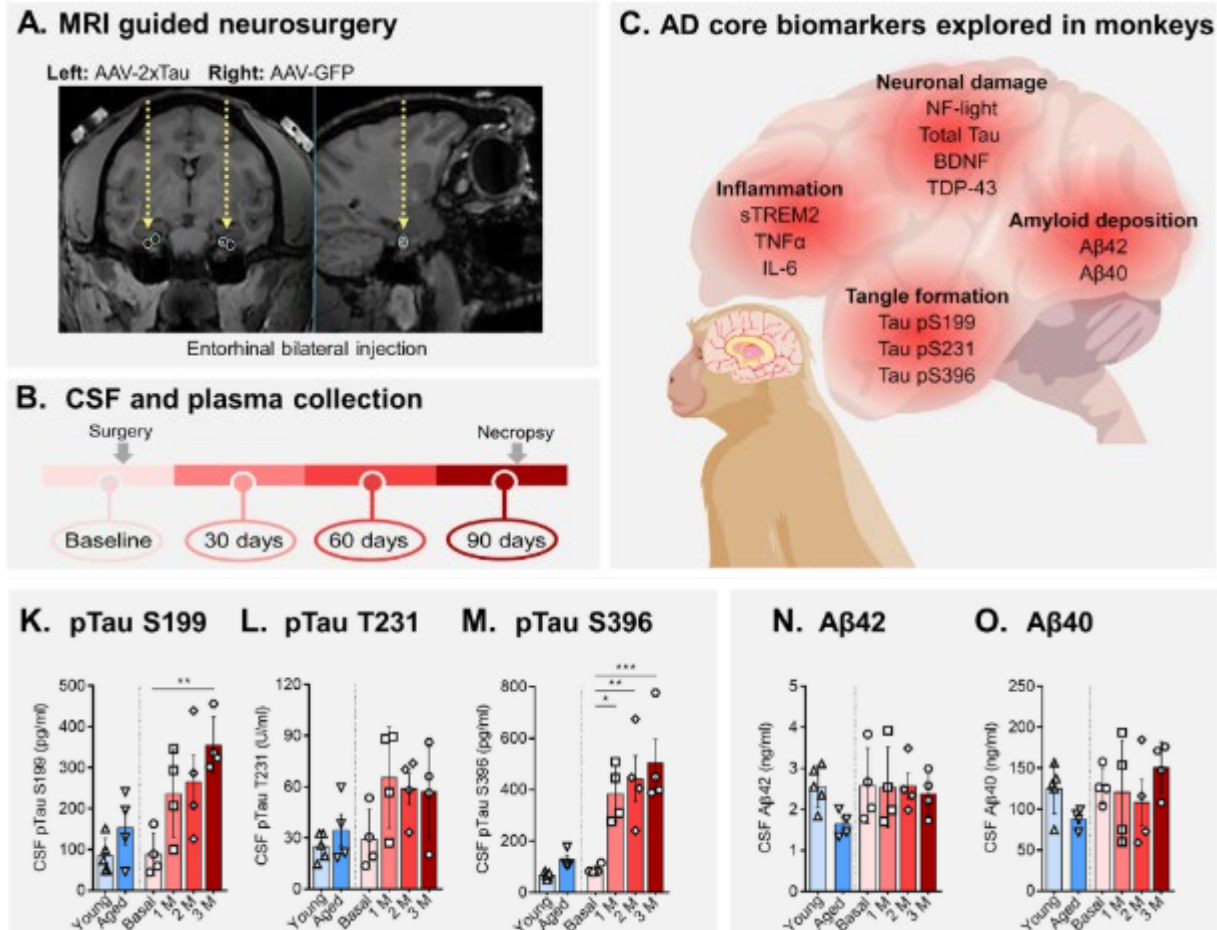 A. MRI guided neurosurgery
Left: AAV-2xTau Right: AAV-GFP
Entorhinal bilateral injection
B. CSF and plasma collection
Surgery
Necropsy
Baseline
30 days
60 days
90 days
C. AD core biomarkers explored in monkeys
Neuronal damage
NF-light
Total Tau
BDNF
TDP-43
Inflammation
sTREM2
TNFα
IL-6
Amyloid deposition
Aβ42
Aβ40
Tangle formation
Tau pS199
Tau pS231
Tau pS396
K. pTau S199
CSF pTau S199 (pg/ml)
500
400
300
200
100
0
**
Young
Aged
Basal
1 M
2 M
3 M
L. pTau T231
CSF pTau T231 (U/ml)
120
90
60
30
0
Young
Aged
Basal
1 M
2 M
3 M
M. pTau S396
CSF pTau S396 (pg/ml)
800
600
400
200
0
***
**
*
Young
Aged
Basal
1 M
2 M
3 M
N. Aβ42
CSF Aβ42 (ng/ml)
5
4
3
2
1
0
Young
Aged
Basal
1 M
2 M
3 M
O. Aβ40
CSF Aβ40 (ng/ml)
250
200
150
100
50
0
Young
Aged
Basal
1 M
2 M
3 M